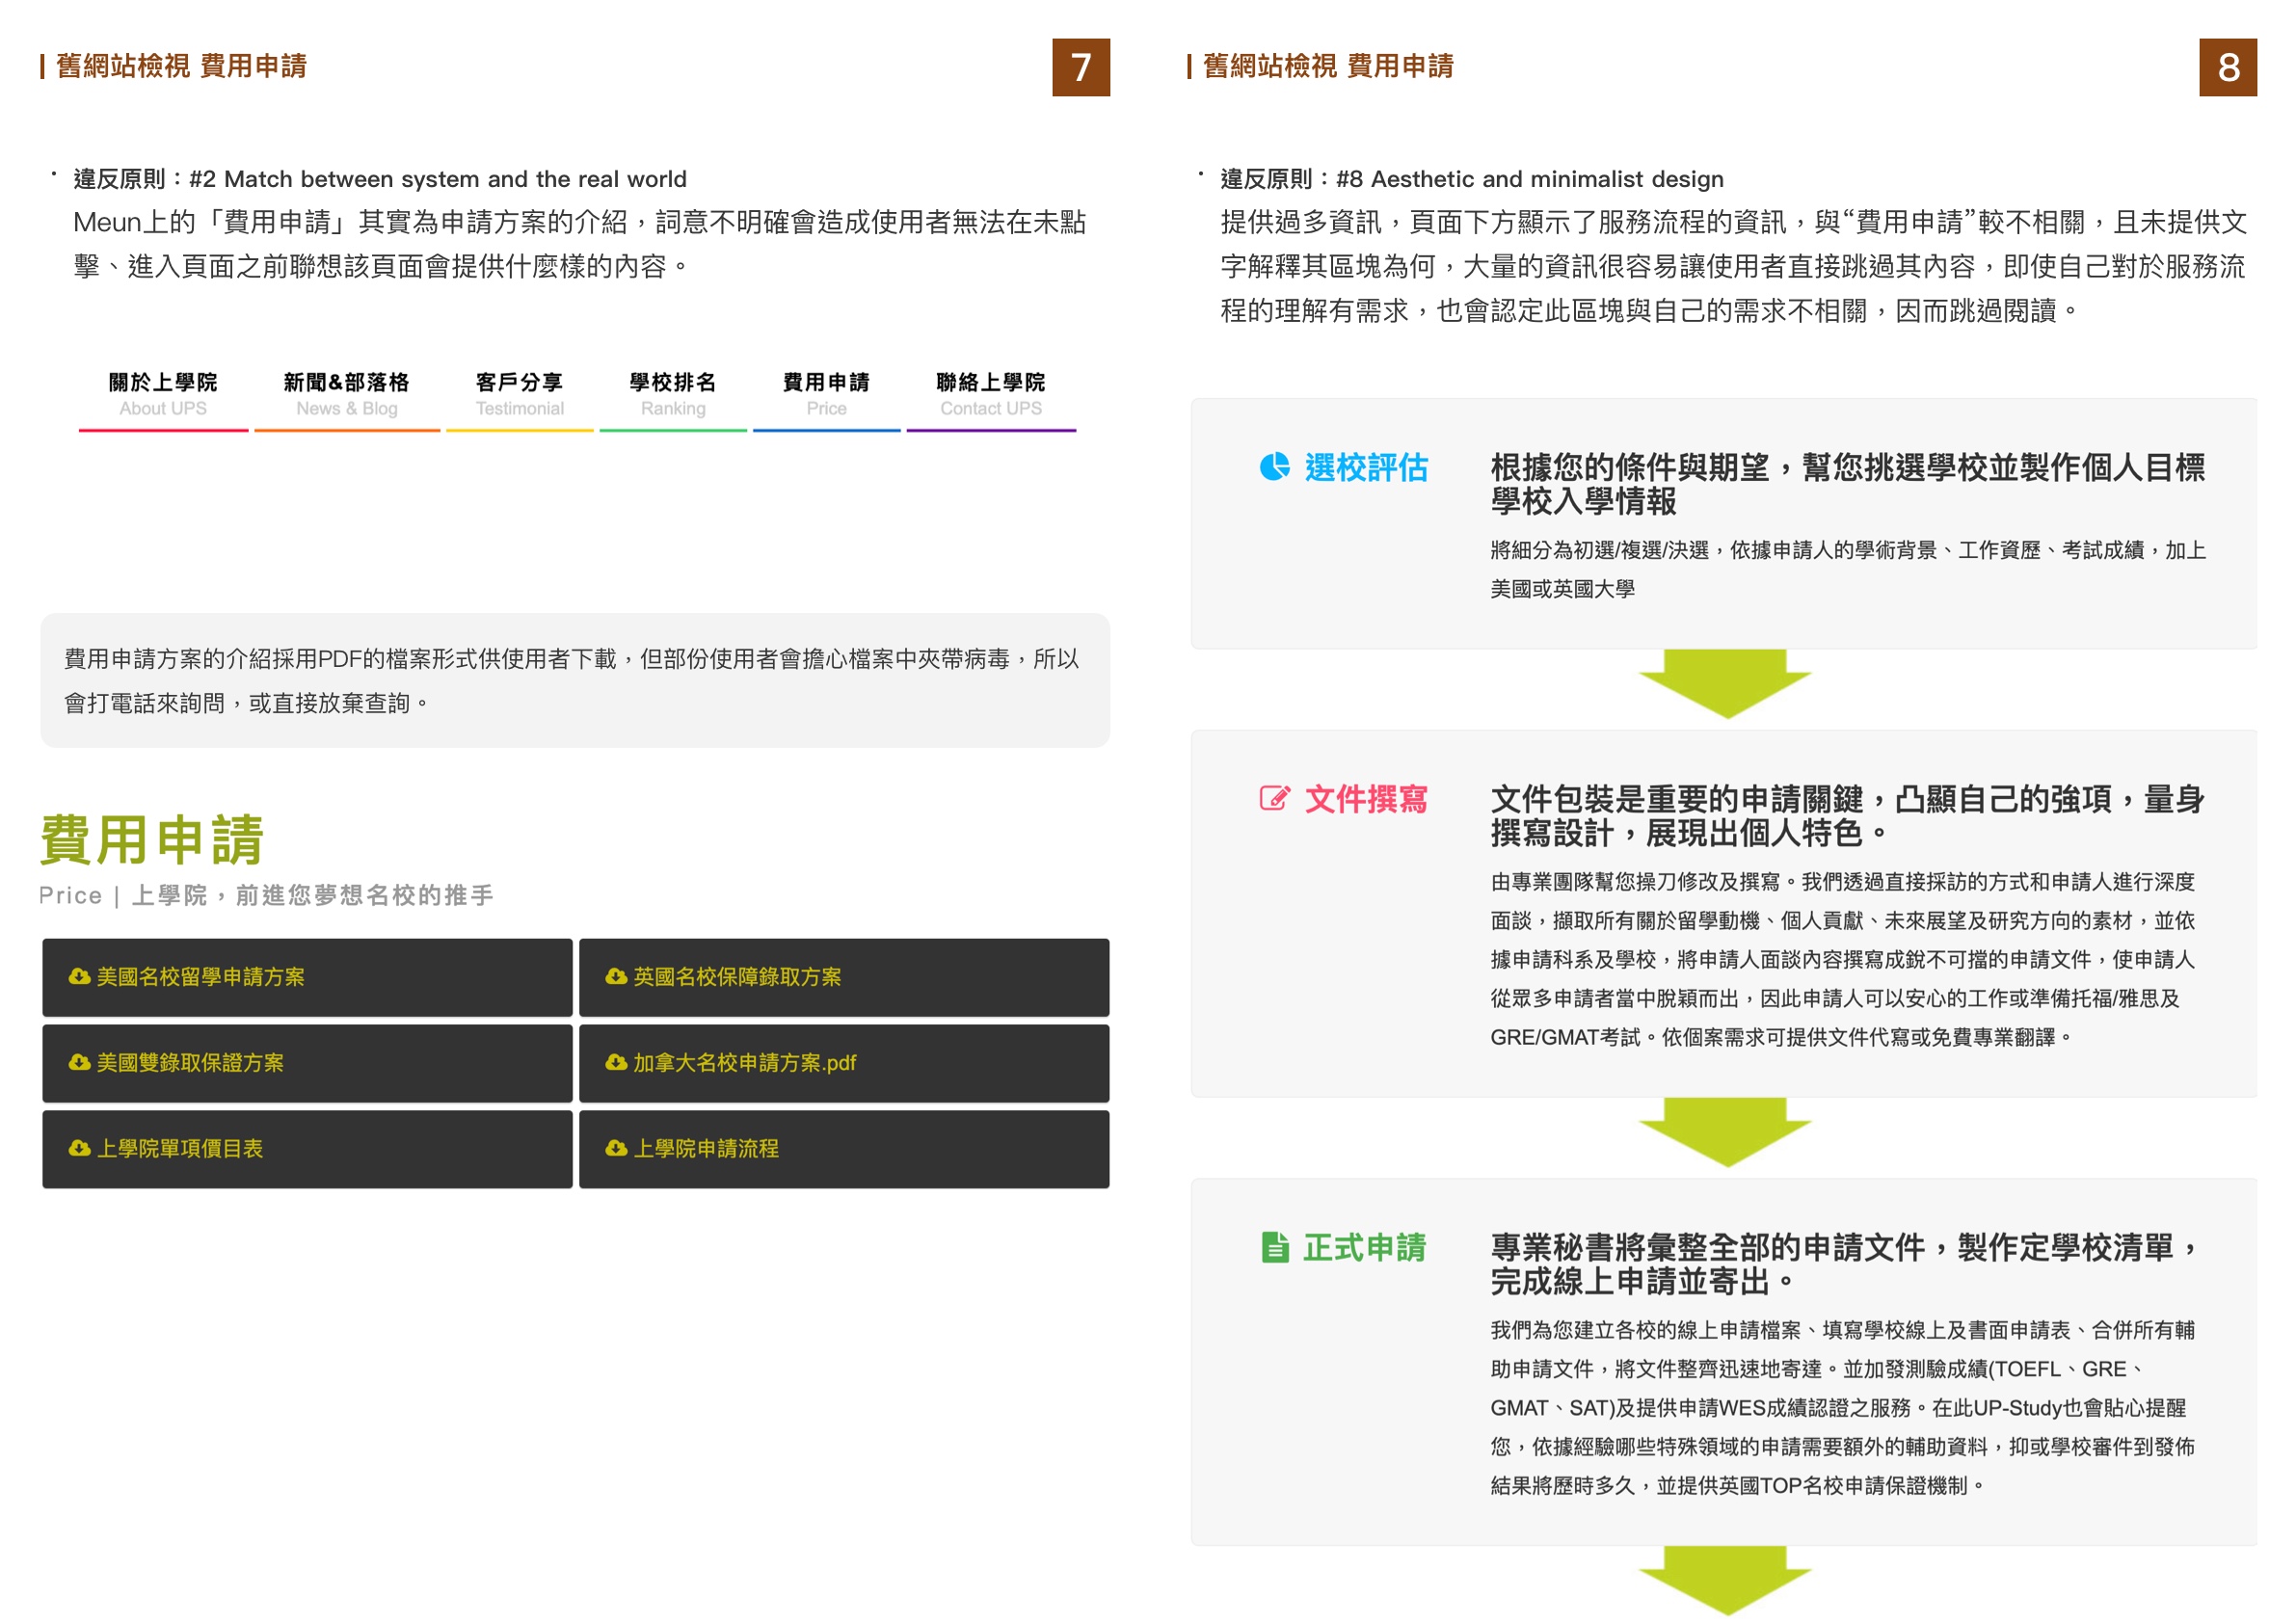 舊網站檢視 費用申請
7
· 違反原則：#2 Match between system and the real world
Meun上的「費用申請」其實為申請方案的介紹，詞意不明確會造成使用者無法在未點
擊、進入頁面之前聯想該頁面會提供什麼樣的內容。
關於上學院 新聞&部落格 客戶分享 學校排名 費用申請 聯絡上學院
About UPS News & Blog Testimonial Ranking Price Contact UPS
費用申請方案的介紹採用PDF的檔案形式供使用者下載，但部份使用者會擔心檔案中夾帶病毒，所以
會打電話來詢問，或直接放棄查詢。
費用申請
Price | 上學院，前進您夢想名校的推手
美國名校留學申請方案 英國名校保障錄取方案
美國雙錄取保證方案 加拿大名校申請方案.pdf
上學院單項價目表 上學院申請流程
舊網站檢視 費用申請
8
· 違反原則：#8 Aesthetic and minimalist design
提供過多資訊，頁面下方顯示了服務流程的資訊，與“費用申請”較不相關，且未提供文
字解釋其區塊為何，大量的資訊很容易讓使用者直接跳過其內容，即使自己對於服務流
程的理解有需求，也會認定此區塊與自己的需求不相關，因而跳過閱讀。
選校評估
根據您的條件與期望，幫您挑選學校並製作個人目標
學校入學情報
將細分為初選/複選/決選，依據申請人的學術背景、工作資歷、考試成績，加上
美國或英國大學
文件撰寫
文件包裝是重要的申請關鍵，凸顯自己的強項，量身
撰寫設計，展現出個人特色。
由專業團隊幫您操刀修改及撰寫。我們透過直接採訪的方式和申請人進行深度
面談，擷取所有關於留學動機、個人貢獻、未來展望及研究方向的素材，並依
據申請科系及學校，將申請人面談內容撰寫成銳不可擋的申請文件，使申請人
從眾多申請者當中脫穎而出，因此申請人可以安心的工作或準備托福/雅思及
GRE/GMAT考試。依個案需求可提供文件代寫或免費專業翻譯。
正式申請
專業秘書將彙整全部的申請文件，製作定學校清單，
完成線上申請並寄出。
我們為您建立各校的線上申請檔案、填寫學校線上及書面申請表、合併所有輔
助申請文件，將文件整齊迅速地寄達。並加發測驗成績(TOEFL、GRE、
GMAT、SAT)及提供申請WES成績認證之服務。在此UP-Study也會貼心提醒
您，依據經驗哪些特殊領域的申請需要額外的輔助資料，抑或學校審件到發佈
結果將歷時多久，並提供英國TOP名校申請保證機制。